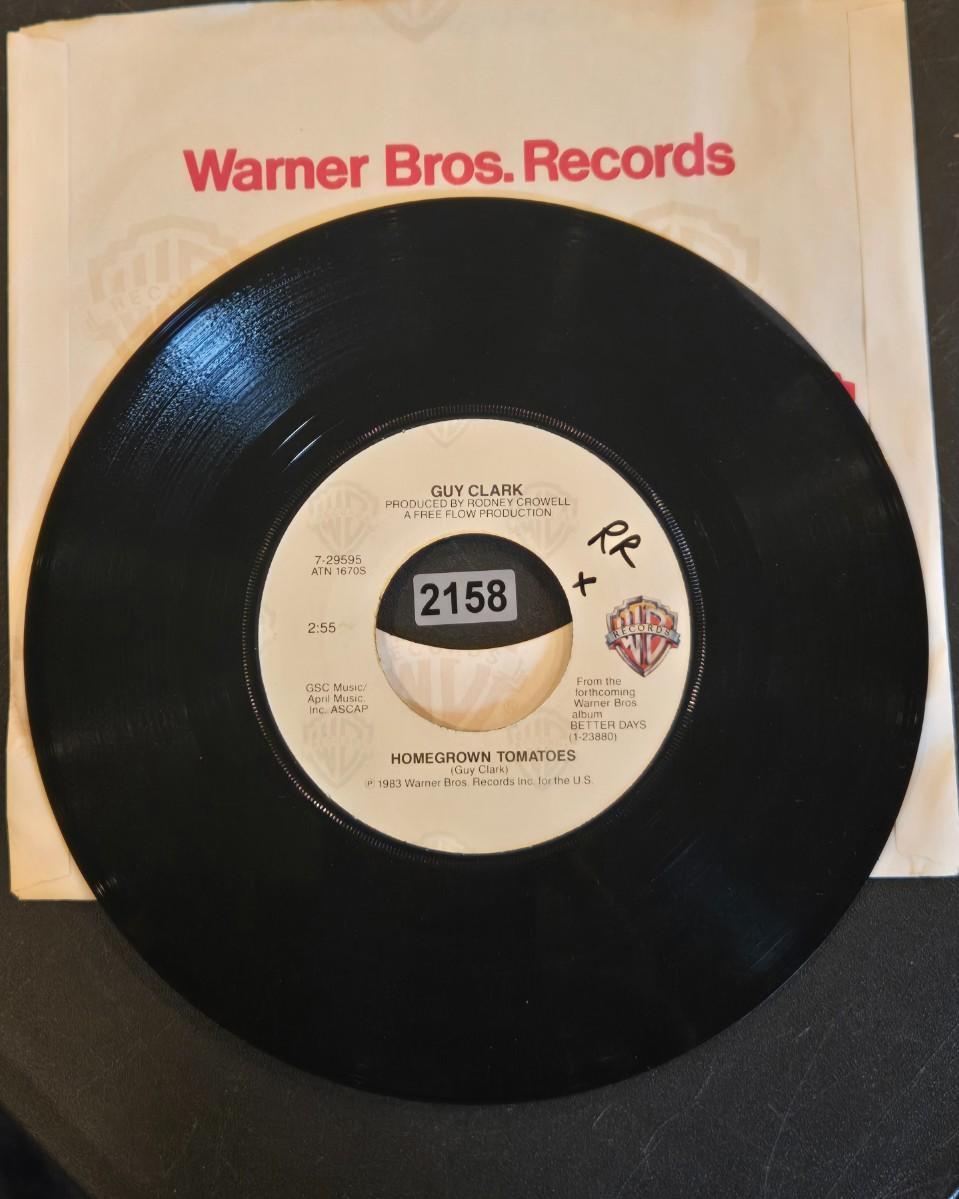 Warner Bros. Records
GUY CLARK
PRODUCED BY RODNEY CROWELL
A FREE FLOW PRODUCTION
RR
+
7-29595
ATN 1670S
2158
2:55
RECORDS
GSC Music/
April Music,
Inc. ASCAP
From the
forthcoming
Warner Bros.
album
BETTER DAYS
(1-23880)
HOMEGROWN TOMATOES
(Guy Clark)
℗ 1983 Warner Bros. Records Inc. for the U.S.